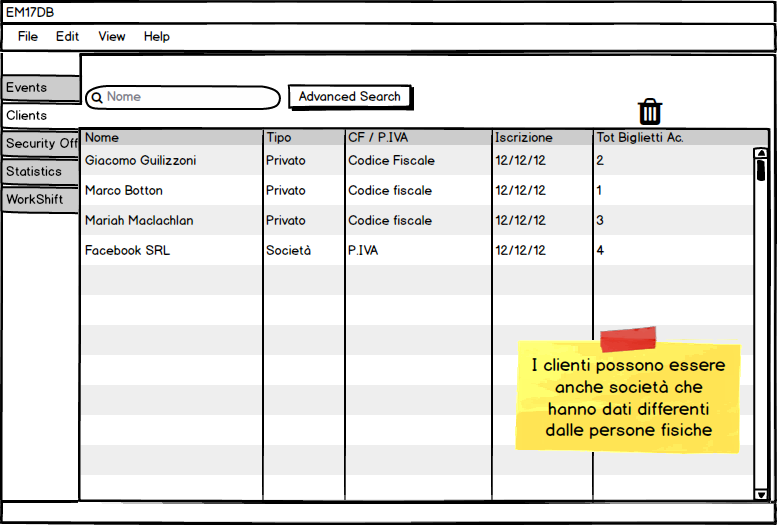 EM17DB
File Edit View Help
Events
Clients
Security Off
Statistics
WorkShift
Nome
Advanced Search
Nome Tipo CF / P.IVA Iscrizione Tot Biglietti Ac.
Giacomo Guilizzoni Privato Codice Fiscale 12/12/12 2
Marco Botton Privato Codice fiscale 12/12/12 1
Mariah Maclachlan Privato Codice fiscale 12/12/12 3
Facebook SRL Società P.IVA 12/12/12 4
I clienti possono essere
anche società che
hanno dati differenti
dalle persone fisiche